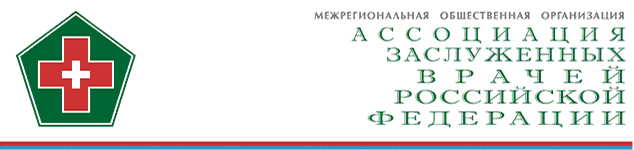 МЕЖРЕГИОНАЛЬНАЯ ОБЩЕСТВЕННАЯ ОРГАНИЗАЦИЯ
АССОЦИАЦИЯ
ЗАСЛУЖЕННЫХ
ВРАЧЕЙ
РОССИЙСКОЙ
ФЕДЕРАЦИИ